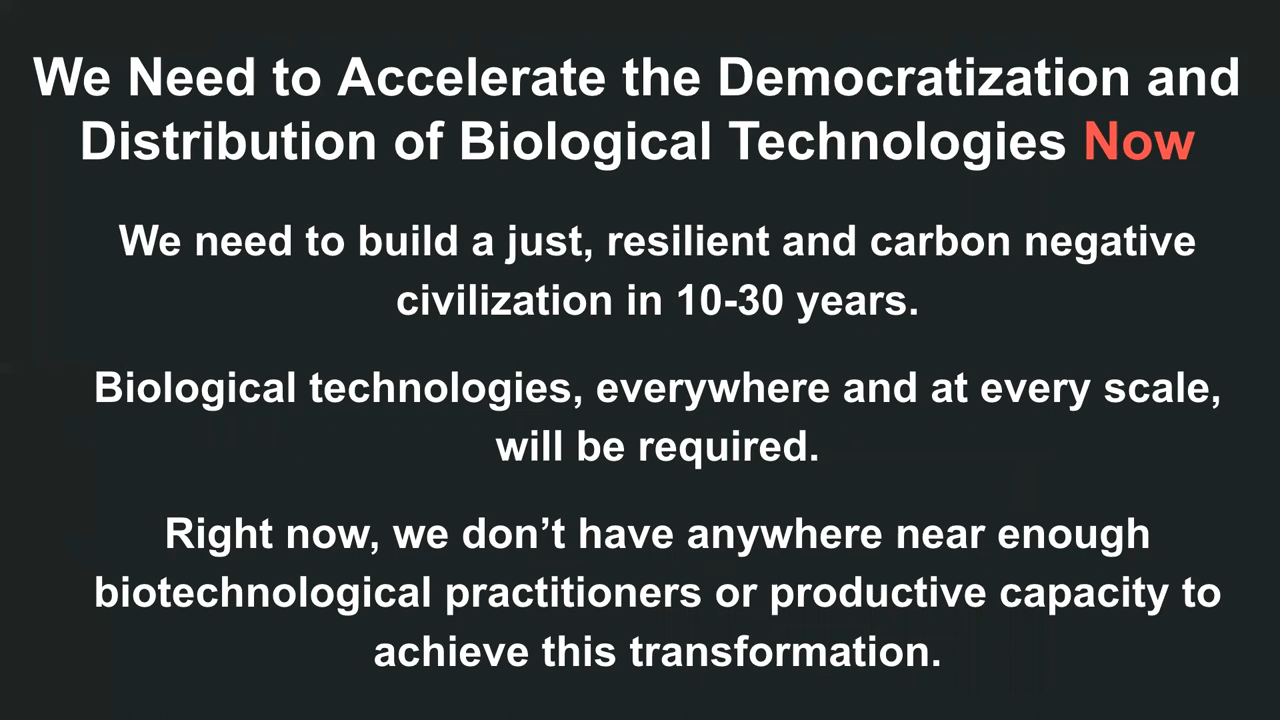 We Need to Accelerate the Democratization and
Distribution of Biological Technologies Now
We need to build a just, resilient and carbon negative
civilization in 10-30 years.
Biological technologies, everywhere and at every scale,
will be required.
Right now, we don’t have anywhere near enough
biotechnological practitioners or productive capacity to
achieve this transformation.